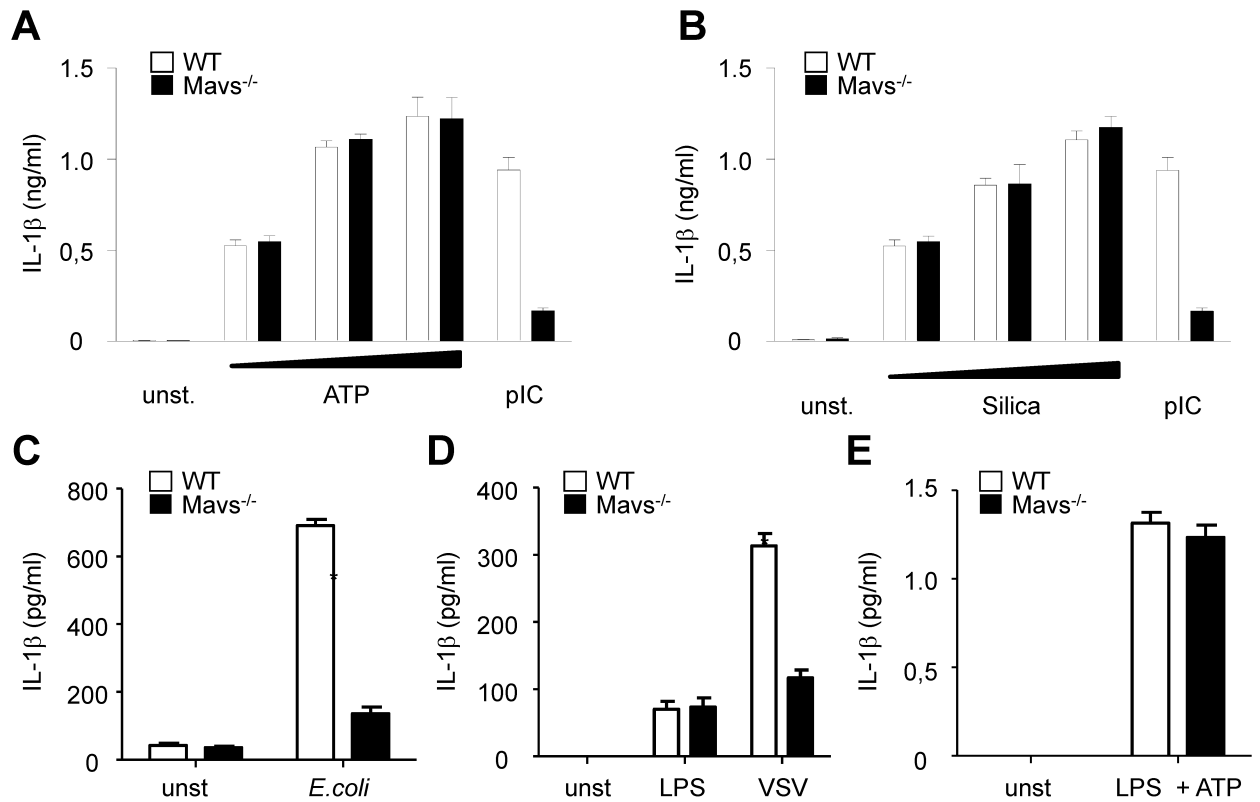 A
WT
Mavs-/-
1.5
1.0
0,5
0
IL-1β (ng/ml)
unst.
ATP
pIC
B
WT
Mavs-/-
1.5
1.0
0,5
0
IL-1β (ng/ml)
unst.
Silica
pIC
C
WT
Mavs-/-
800
600
400
200
0
IL-1β (pg/ml)
unst
E.coli
*
D
WT
Mavs-/-
400
300
200
100
0
IL-1β (pg/ml)
unst
LPS
VSV
*
E
WT
Mavs-/-
1.5
1.0
0,5
0
IL-1β (pg/ml)
unst
LPS + ATP